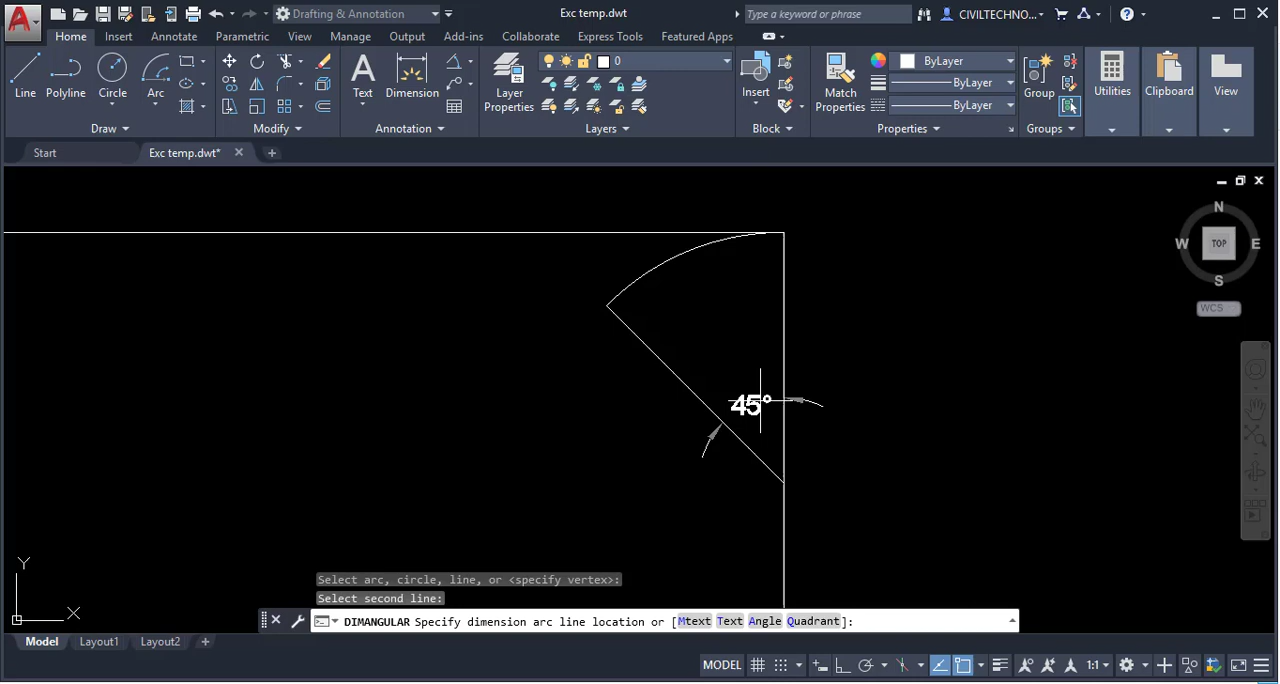 Drafting & Annotation
Exc temp.dwt
Type a keyword or phrase
CIVILTECHNO...
Home
Insert
Annotate
Parametric
View
Manage
Output
Add-ins
Collaborate
Express Tools
Featured Apps
0
ByLayer
ByLayer
ByLayer
Line
Polyline
Circle
Arc
Text
Dimension
Layer
Properties
Insert
Match
Properties
Group
Utilities
Clipboard
View
Draw
Modify
Annotation
Layers
Block
Properties
Groups
Start
Exc temp.dwt*
N
W
TOP
E
S
WCS
45°
Y
X
Select arc, circle, line, or <specify vertex>:
Select second line:
DIMANGULAR Specify dimension arc line location or [Mtext Text Angle Quadrant]:
Model
Layout1
Layout2
MODEL
1:1